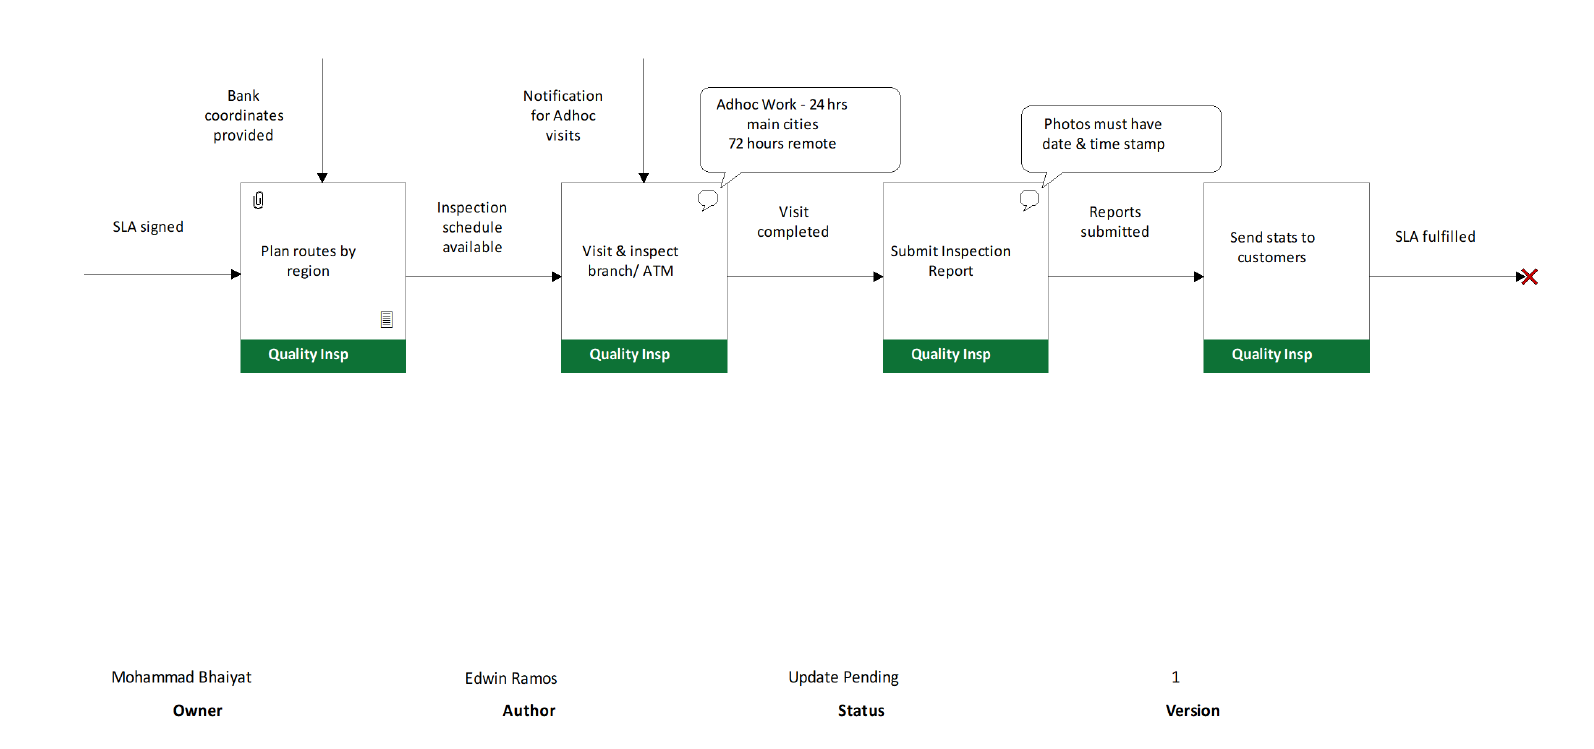 Bank
coordinates
provided
Notification
for Adhoc
visits
Adhoc Work - 24 hrs
main cities
72 hours remote
Photos must have
date & time stamp
SLA signed
Plan routes by
region
Quality Insp
Inspection
schedule
available
Visit & inspect
branch/ ATM
Quality Insp
Visit
completed
Submit Inspection
Report
Quality Insp
Reports
submitted
Send stats to
customers
Quality Insp
SLA fulfilled
Mohammad Bhaiyat
Owner
Edwin Ramos
Author
Update Pending
Status
1
Version